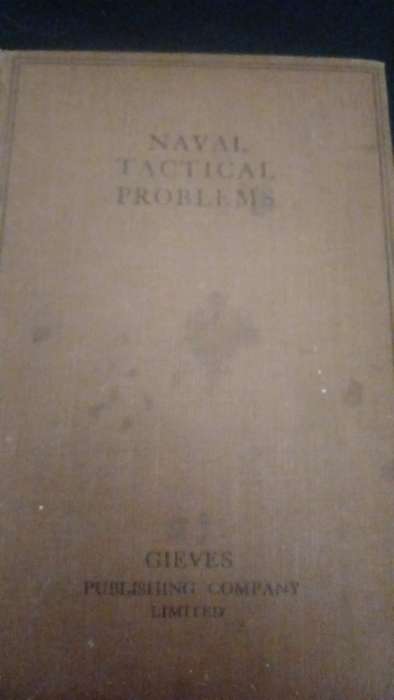 NAVAL
TACTICAL
PROBLEMS
GIEVES
PUBLISHING COMPANY
LIMITED